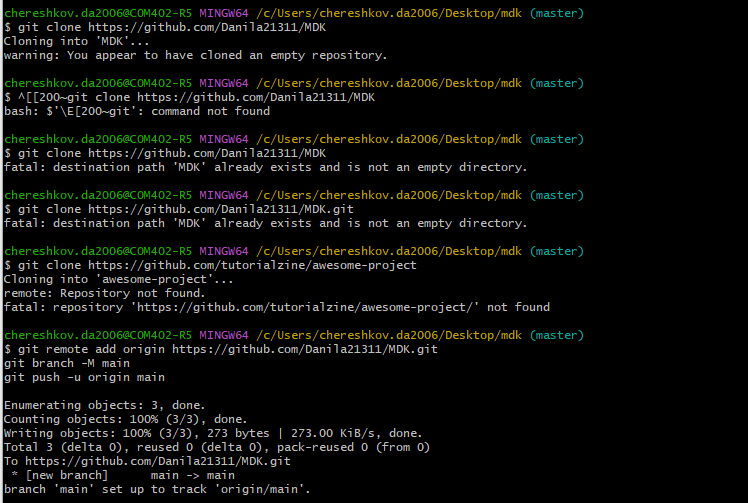 chereshkov.da2006@COM402-R5 MINGW64 /c/Users/chereshkov.da2006/Desktop/mdk (master)
$ git clone https://github.com/Danila21311/MDK
Cloning into 'MDK'...
warning: You appear to have cloned an empty repository.
chereshkov.da2006@COM402-R5 MINGW64 /c/Users/chereshkov.da2006/Desktop/mdk (master)
$ ^[[200~git clone https://github.com/Danila21311/MDK
bash: $'\E[200~git': command not found
chereshkov.da2006@COM402-R5 MINGW64 /c/Users/chereshkov.da2006/Desktop/mdk (master)
$ git clone https://github.com/Danila21311/MDK
fatal: destination path 'MDK' already exists and is not an empty directory.
chereshkov.da2006@COM402-R5 MINGW64 /c/Users/chereshkov.da2006/Desktop/mdk (master)
$ git clone https://github.com/Danila21311/MDK.git
fatal: destination path 'MDK' already exists and is not an empty directory.
chereshkov.da2006@COM402-R5 MINGW64 /c/Users/chereshkov.da2006/Desktop/mdk (master)
$ git clone https://github.com/tutorialzine/awesome-project
Cloning into 'awesome-project'...
remote: Repository not found.
fatal: repository 'https://github.com/tutorialzine/awesome-project/' not found
chereshkov.da2006@COM402-R5 MINGW64 /c/Users/chereshkov.da2006/Desktop/mdk (master)
$ git remote add origin https://github.com/Danila21311/MDK.git
git branch -M main
git push -u origin main
Enumerating objects: 3, done.
Counting objects: 100% (3/3), done.
Writing objects: 100% (3/3), 273 bytes | 273.00 KiB/s, done.
Total 3 (delta 0), reused 0 (delta 0), pack-reused 0 (from 0)
To https://github.com/Danila21311/MDK.git
 * [new branch]      main -> main
branch 'main' set up to track 'origin/main'.